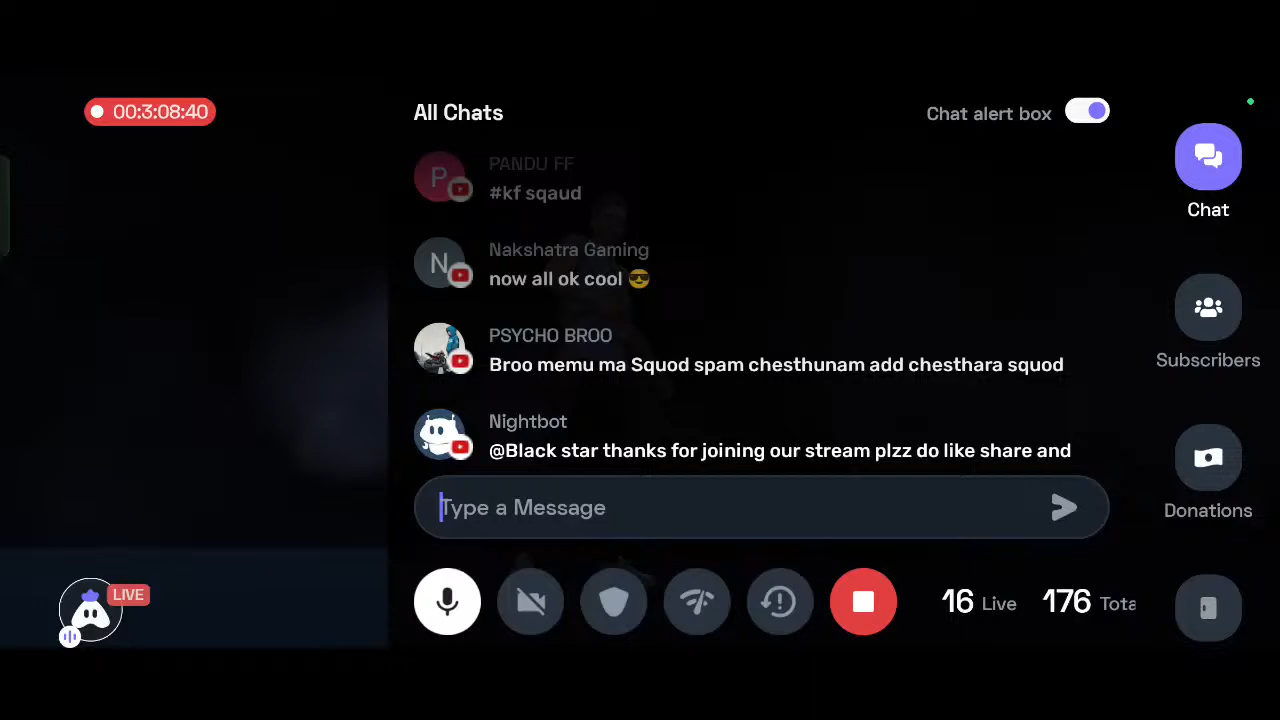 00:3:08:40
All Chats
Chat alert box
P
PANDU FF
#kf sqaud
Chat
N
Nakshatra Gaming
now all ok cool 😎
PSYCHO BROO
Broo memu ma Squod spam chesthunam add chesthara squod
Subscribers
Nightbot
@Black star thanks for joining our stream plzz do like share and
Type a Message
Donations
LIVE
16 Live
176 Tota